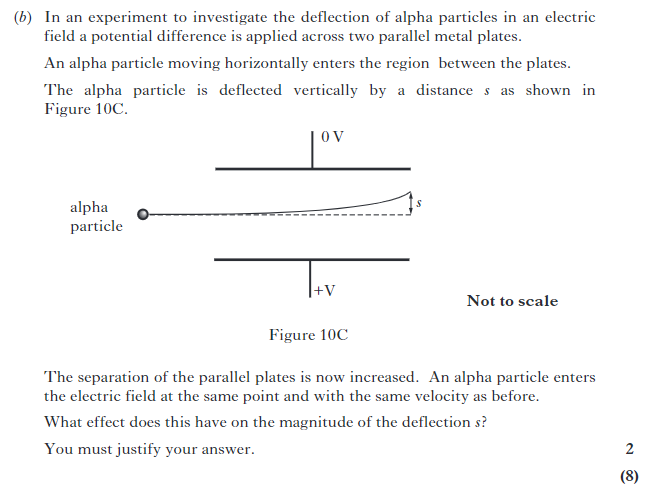 (b) In an experiment to investigate the deflection of alpha particles in an electric
field a potential difference is applied across two parallel metal plates.
An alpha particle moving horizontally enters the region between the plates.
The alpha particle is deflected vertically by a distance s as shown in
Figure 10C.
0 V
alpha
particle
s
+V
Not to scale
Figure 10C
The separation of the parallel plates is now increased. An alpha particle enters
the electric field at the same point and with the same velocity as before.
What effect does this have on the magnitude of the deflection s?
You must justify your answer.
2
(8)